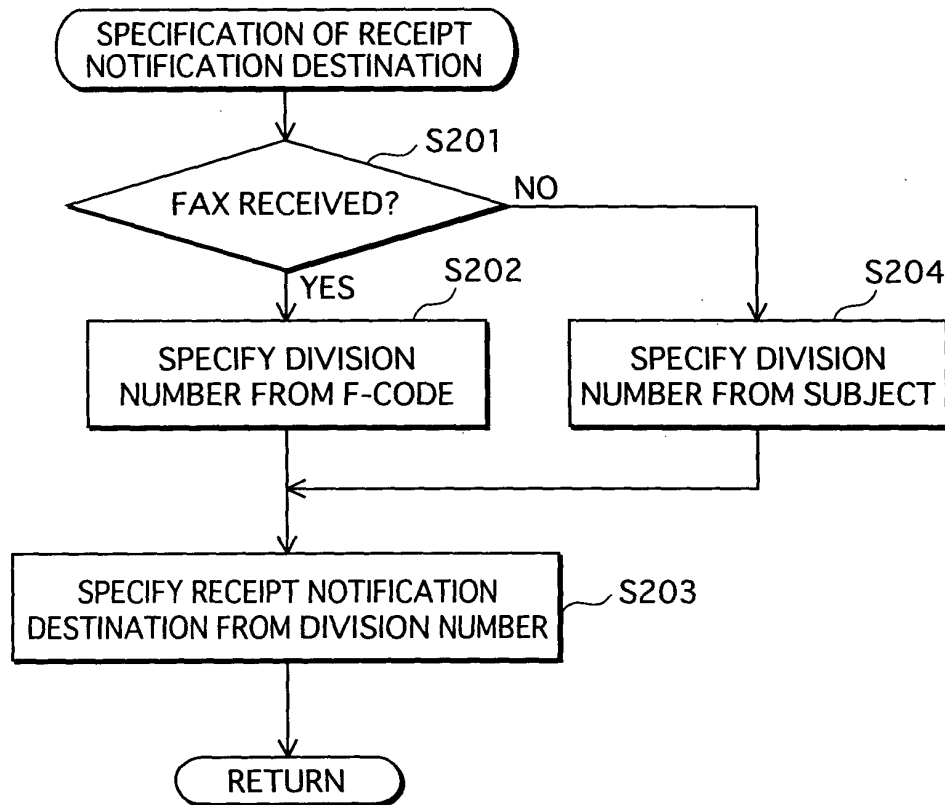 SPECIFICATION OF RECEIPT
NOTIFICATION DESTINATION
S201
FAX RECEIVED?
NO
YES
S202
SPECIFY DIVISION
NUMBER FROM F-CODE
S204
SPECIFY DIVISION
NUMBER FROM SUBJECT
SPECIFY RECEIPT NOTIFICATION
DESTINATION FROM DIVISION NUMBER
S203
RETURN